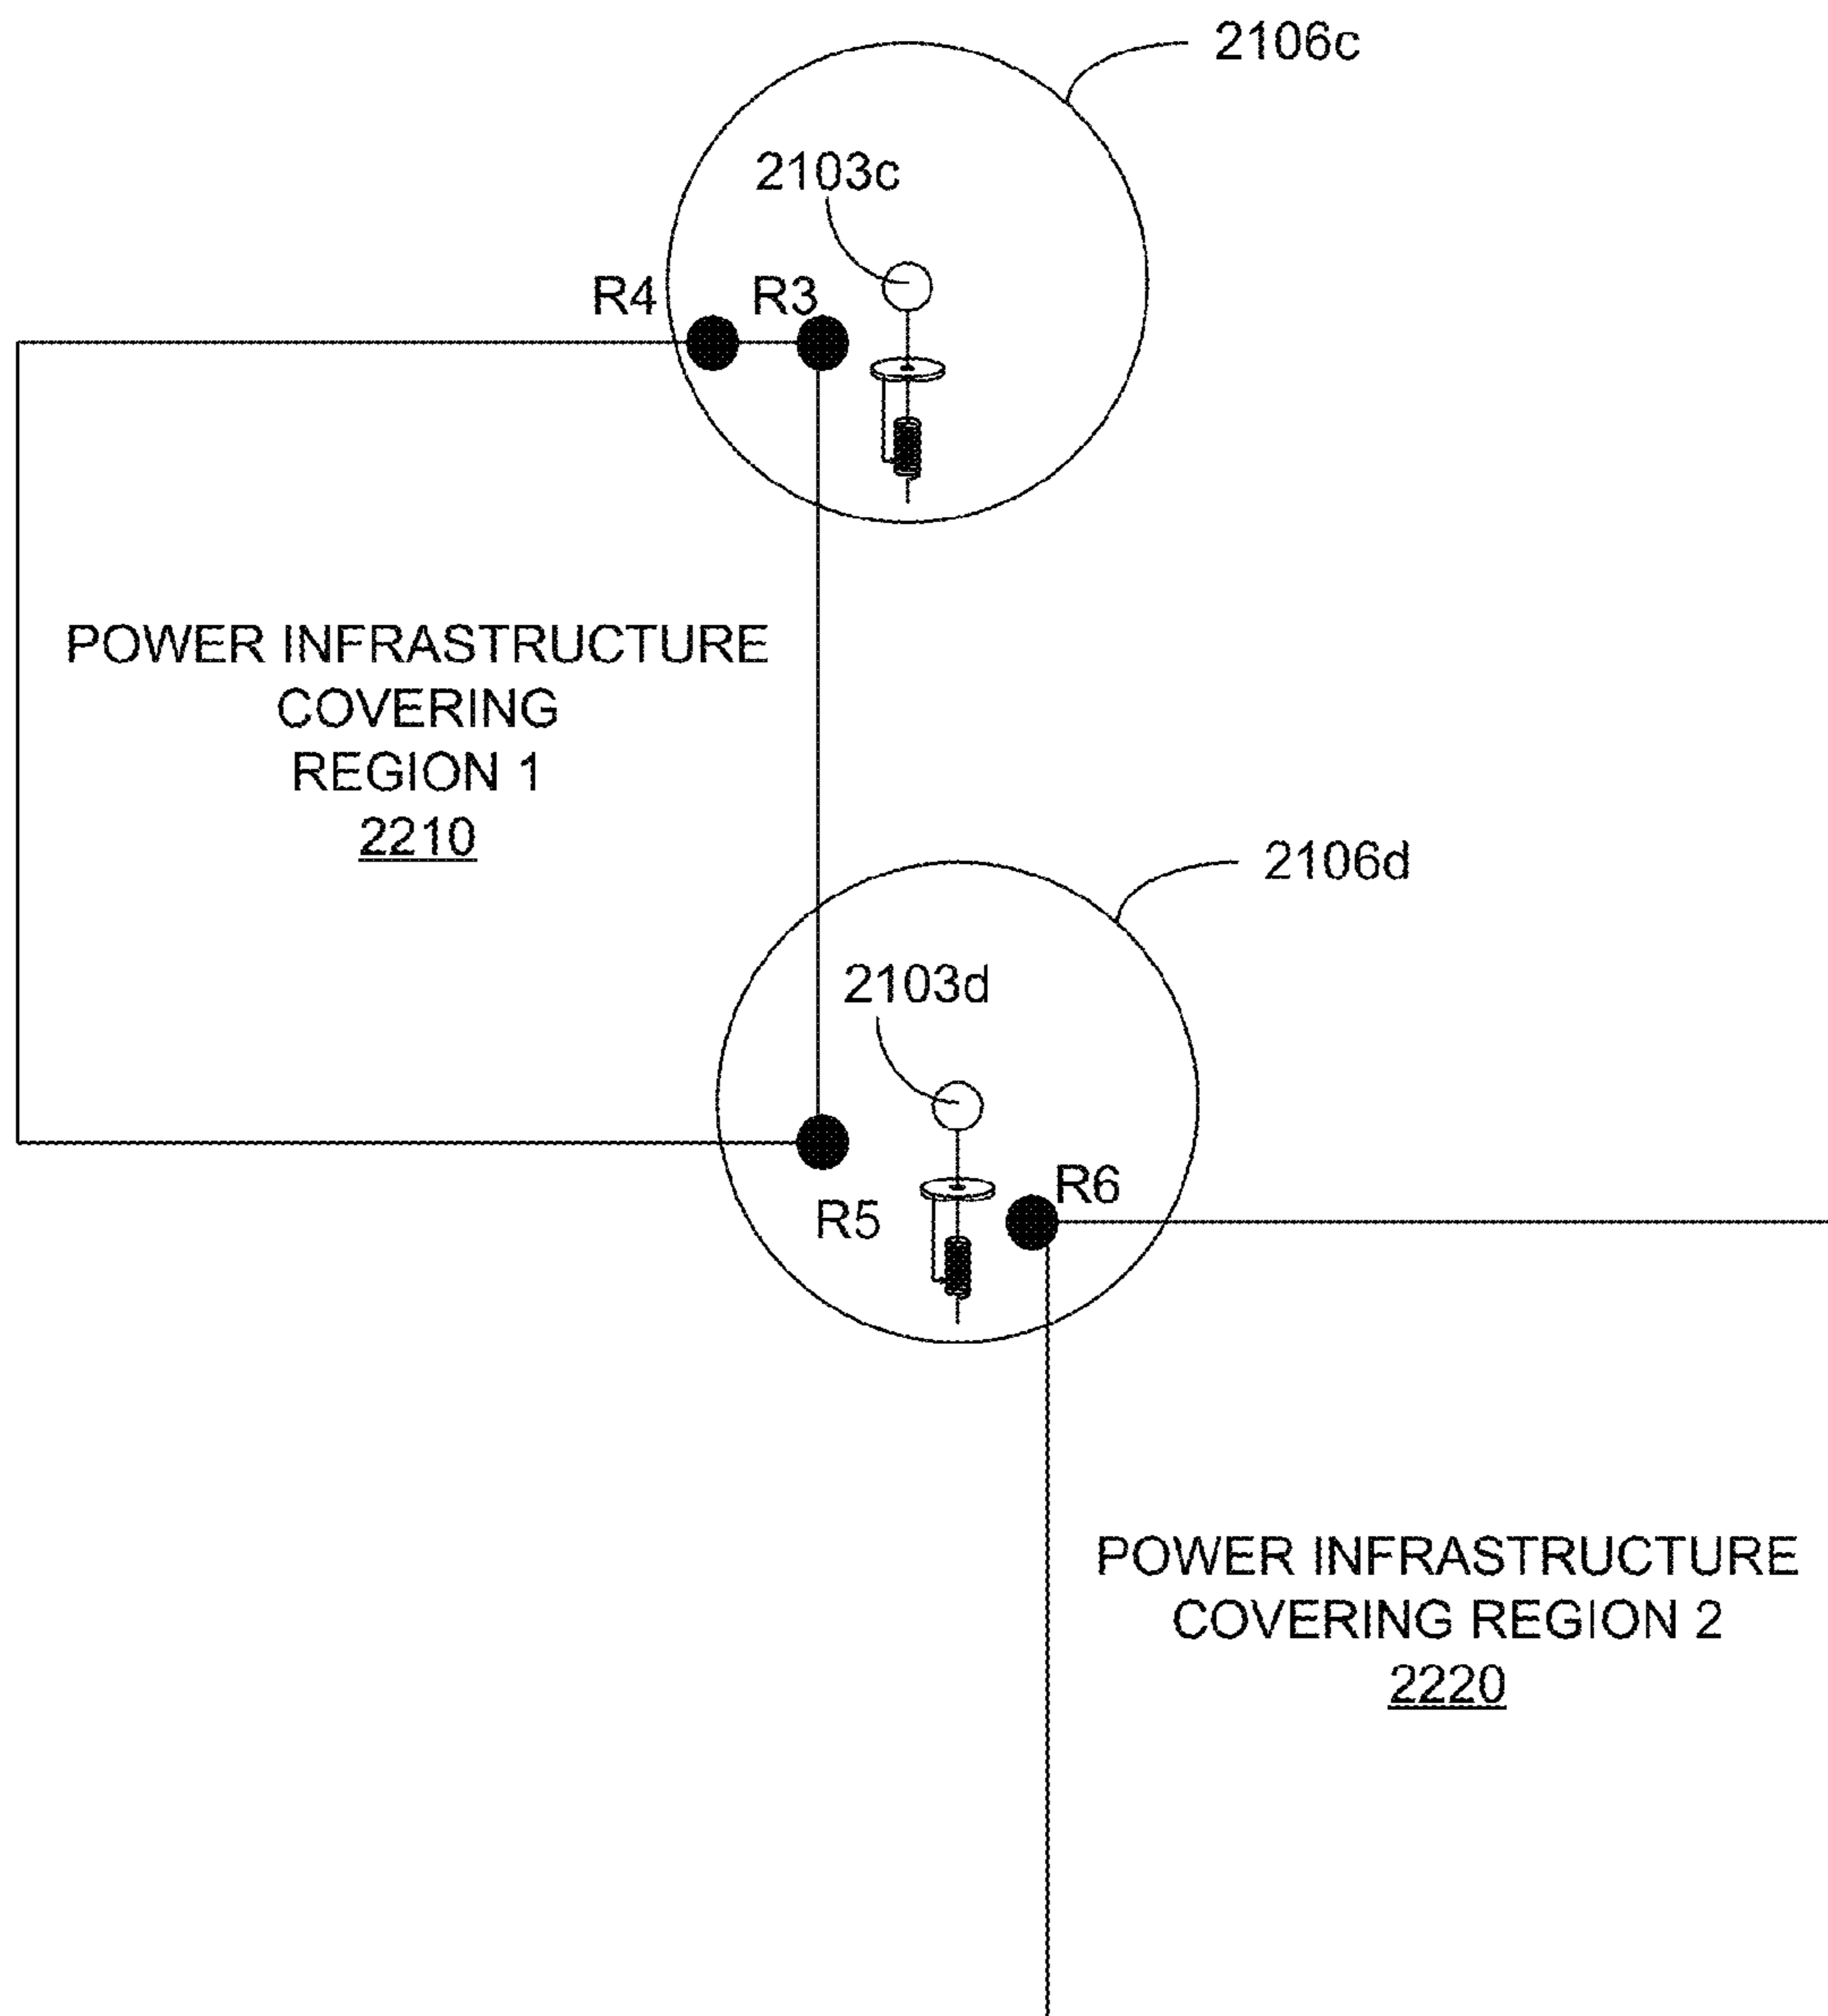 2106c
2103c
R4
R3
POWER INFRASTRUCTURE
COVERING
REGION 1
2210
2106d
2103d
R6
R5
POWER INFRASTRUCTURE
COVERING REGION 2
2220